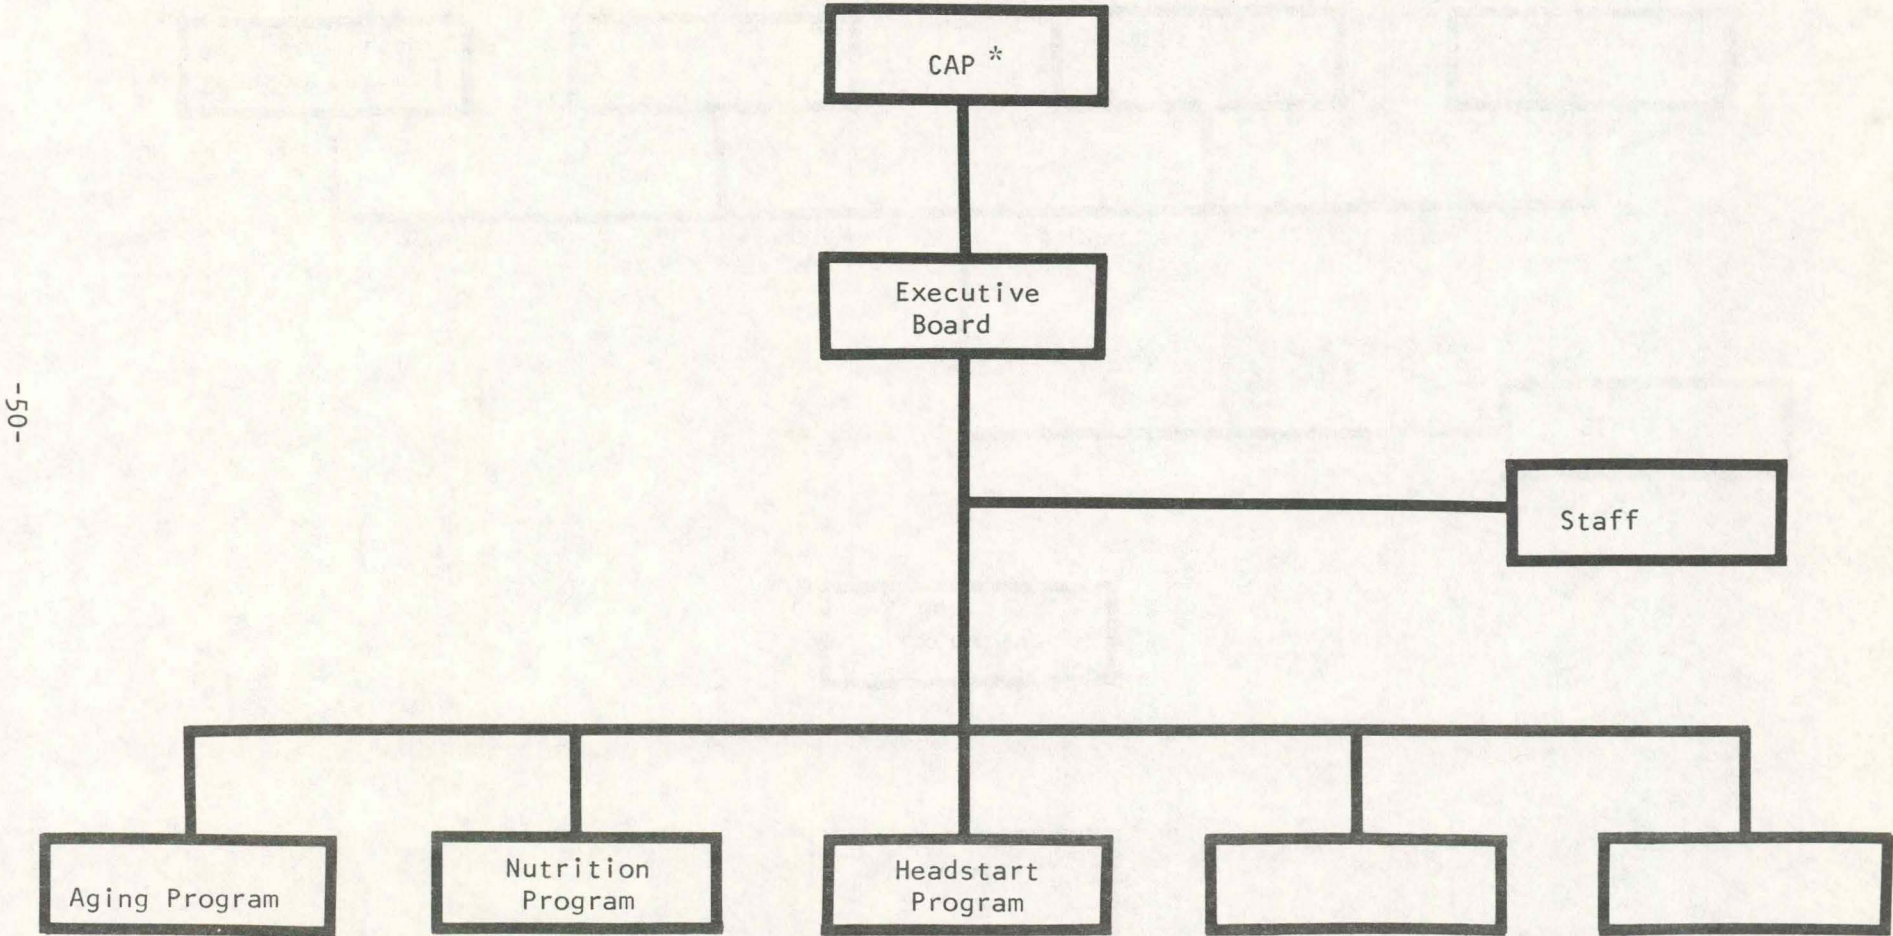 CAP *
Executive
Board
Staff
Aging Program
Nutrition
Program
Headstart
Program
-50-